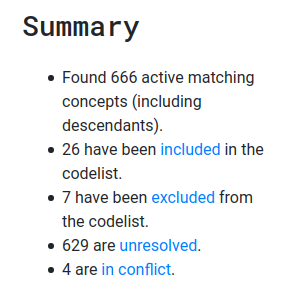 Summary
Found 666 active matching
concepts (including
descendants).
26 have been included in the
codelist.
7 have been excluded from
the codelist.
629 are unresolved.
4 are in conflict.